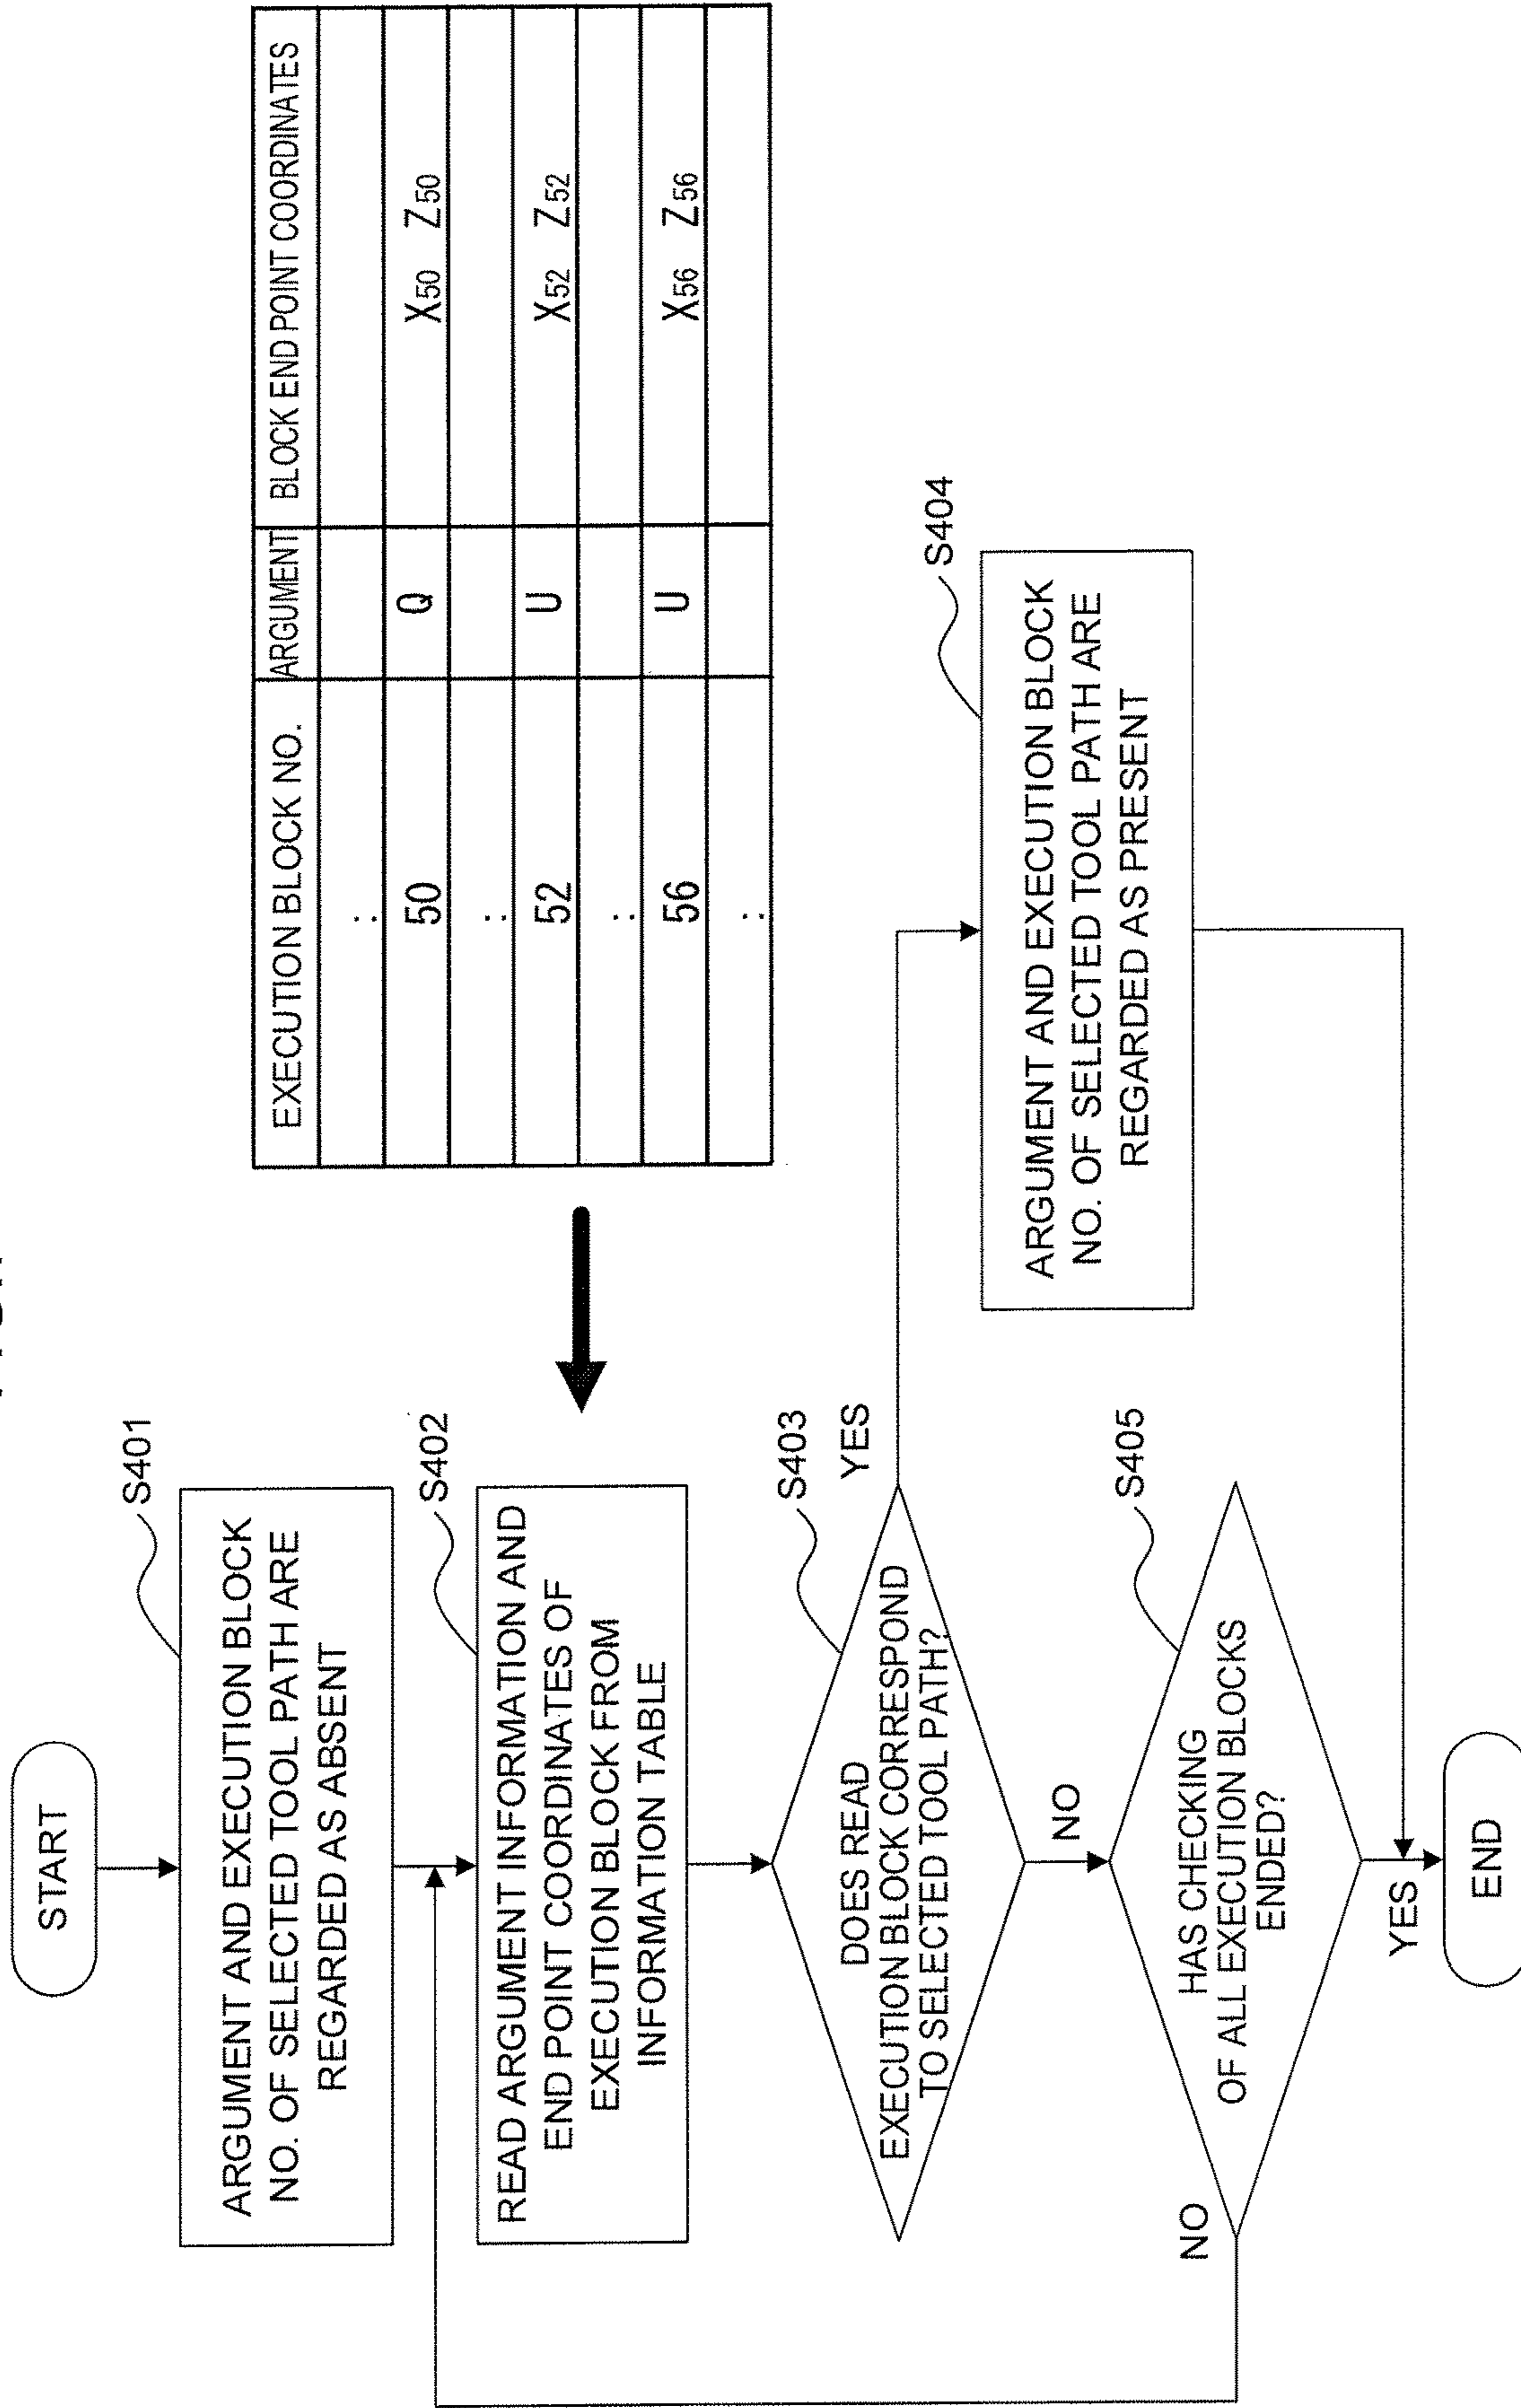 START
S401
ARGUMENT AND EXECUTION BLOCK
NO. OF SELECTED TOOL PATH ARE
REGARDED AS ABSENT
S402
READ ARGUMENT INFORMATION AND
END POINT COORDINATES OF
EXECUTION BLOCK FROM
INFORMATION TABLE
EXECUTION BLOCK NO. ARGUMENT BLOCK END POINT COORDINATES
:
50 Q X50 Z50
:
52 U X52 Z52
:
56 U X56 Z56
:
S403
DOES READ
EXECUTION BLOCK CORRESPOND
TO SELECTED TOOL PATH?
YES
NO
S404
ARGUMENT AND EXECUTION BLOCK
NO. OF SELECTED TOOL PATH ARE
REGARDED AS PRESENT
S405
HAS CHECKING
OF ALL EXECUTION BLOCKS
ENDED?
NO
YES
END